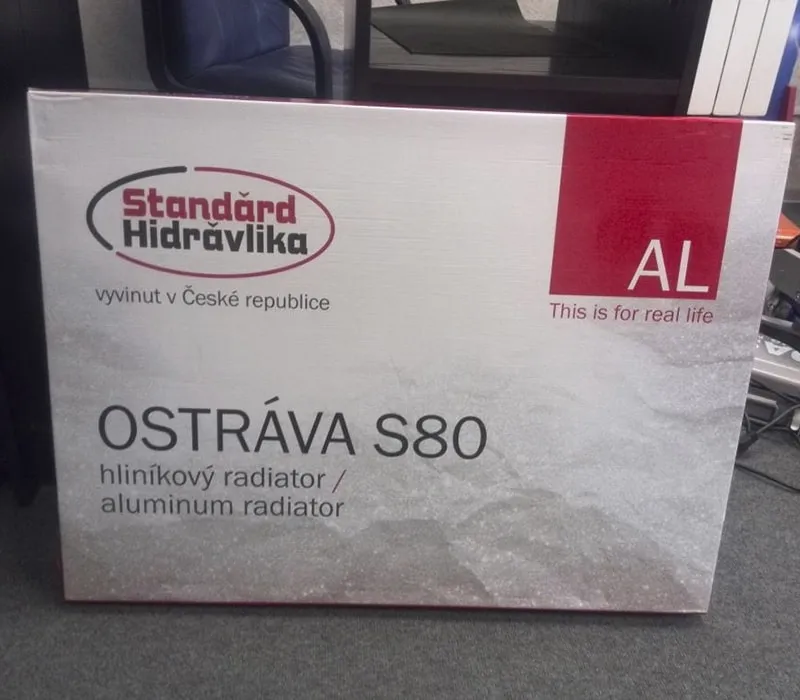 Standărd
Hidrăvlika
vyvinut v České republice
AL
This is for real life
OSTRÁVA S80
hliníkový radiator /
aluminum radiator